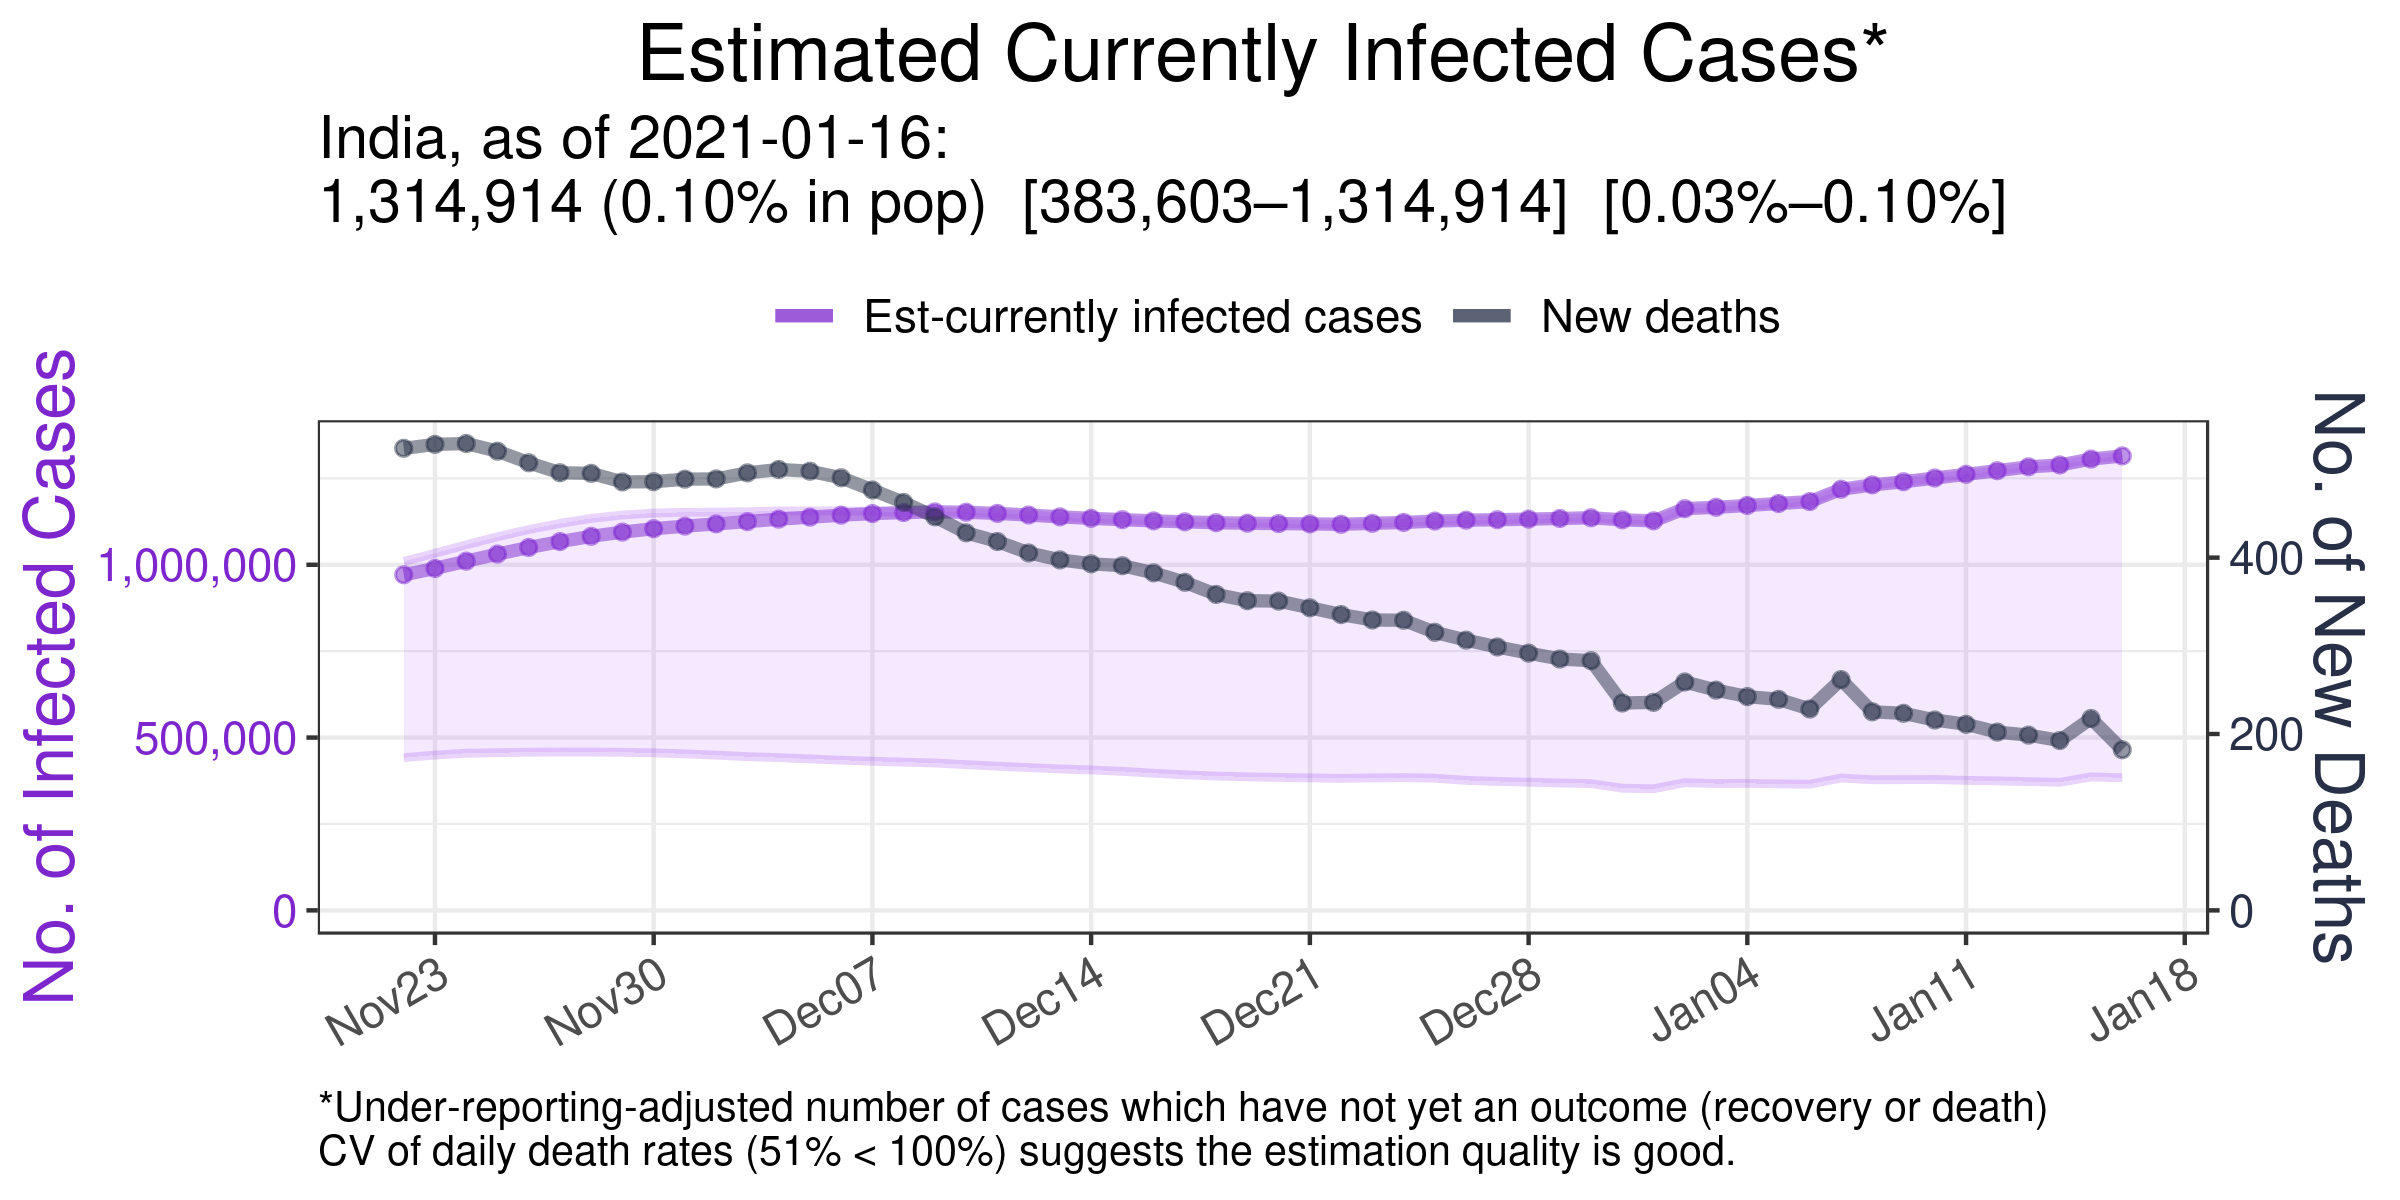 Estimated Currently Infected Cases*
India, as of 2021-01-16:
1,314,914 (0.10% in pop)  [383,603–1,314,914]  [0.03%–0.10%]
Est-currently infected cases
New deaths
No. of Infected Cases
1,000,000
500,000
0
400
200
0
No. of New Deaths
Nov23
Nov30
Dec07
Dec14
Dec21
Dec28
Jan04
Jan11
Jan18
*Under-reporting-adjusted number of cases which have not yet an outcome (recovery or death)
CV of daily death rates (51% < 100%) suggests the estimation quality is good.